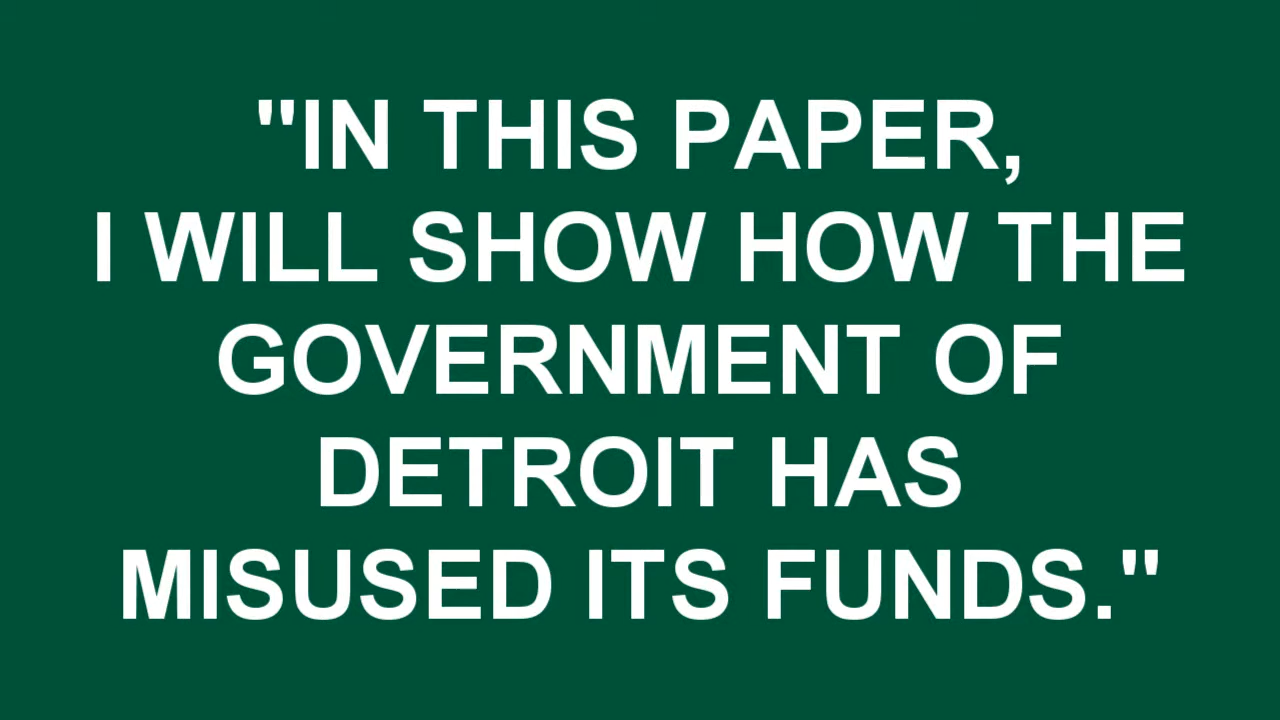 "IN THIS PAPER,
I WILL SHOW HOW THE
GOVERNMENT OF
DETROIT HAS
MISUSED ITS FUNDS."